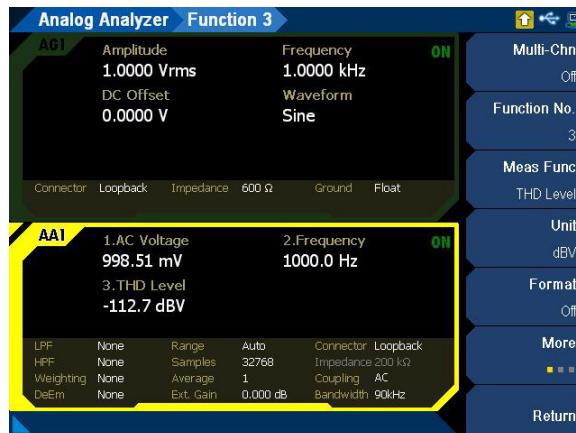 Analog Analyzer Function 3
AG1
ON
Amplitude Frequency
1.0000 Vrms 1.0000 kHz
DC Offset Waveform
0.0000 V Sine
Connector Loopback Impedance 600 Ω Ground Float
AA1
ON
1.AC Voltage 2.Frequency
998.51 mV 1000.0 Hz
3.THD Level
-112.7 dBV
LPF None Range Auto Connector Loopback
HPF None Samples 32768 Impedance 200 kΩ
Weighting None Average 1 Coupling AC
DeEm None Ext. Gain 0.000 dB Bandwidth 90kHz
Multi-Chn
Off
Function No.
3
Meas Func
THD Level
Unit
dBV
Format
Off
More
Return